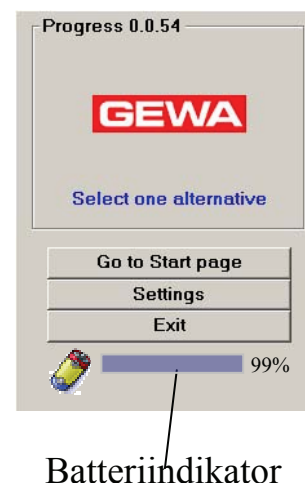 Progress 0.0.54
GEWA
Select one alternative
Go to Start page
Settings
Exit
99%
Batteriindikator